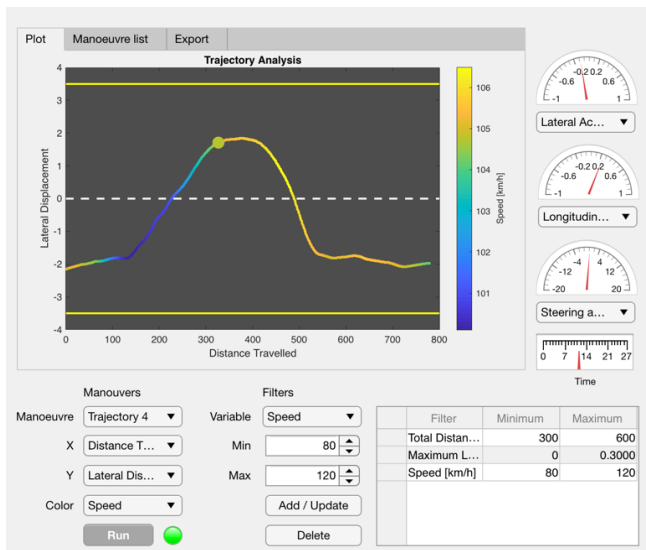 Plot Manoeuvre list Export
Trajectory Analysis
4
3
2
1
0
-1
-2
-3
-4
Lateral Displacement
0 100 200 300 400 500 600 700 800
Distance Travelled
106
105
104
103
102
101
Speed [km/h]
-1 -0.6 -0.2 0.2 0.6 1
Lateral Ac...
-1 -0.6 -0.2 0.2 0.6 1
Longitudin...
-20 -12 -4 4 12 20
Steering a...
0 7 14 21 27
Time
Manouvers
Manoeuvre Trajectory 4
X Distance T...
Y Lateral Dis...
Color Speed
Run
Filters
Variable Speed
Min 80
Max 120
Add / Update
Delete
Filter Minimum Maximum
Total Distan... 300 600
Maximum L... 0 0.3000
Speed [km/h] 80 120